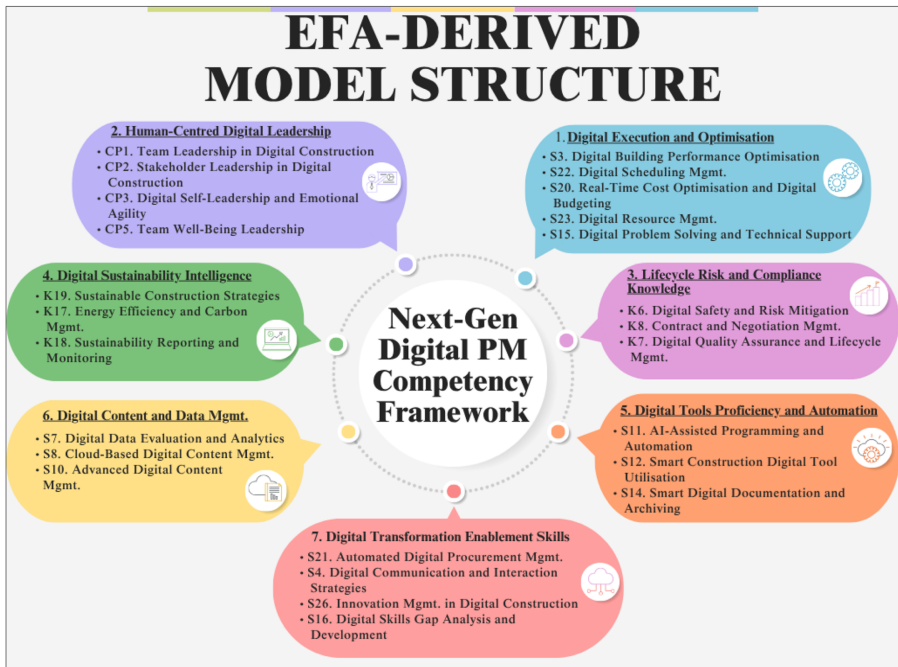 EFA-DERIVED
MODEL STRUCTURE
2. Human-Centred Digital Leadership
• CP1. Team Leadership in Digital Construction
• CP2. Stakeholder Leadership in Digital
Construction
• CP3. Digital Self-Leadership and Emotional
Agility
• CP5. Team Well-Being Leadership
1. Digital Execution and Optimisation
• S3. Digital Building Performance Optimisation
• S22. Digital Scheduling Mgmt.
• S20. Real-Time Cost Optimisation and Digital
Budgeting
• S23. Digital Resource Mgmt.
• S15. Digital Problem Solving and Technical Support
4. Digital Sustainability Intelligence
• K19. Sustainable Construction Strategies
• K17. Energy Efficiency and Carbon
Mgmt.
• K18. Sustainability Reporting and
Monitoring
3. Lifecycle Risk and Compliance
Knowledge
• K6. Digital Safety and Risk Mitigation
• K8. Contract and Negotiation Mgmt.
• K7. Digital Quality Assurance and Lifecycle
Mgmt.
Next-Gen
Digital PM
Competency
Framework
6. Digital Content and Data Mgmt.
• S7. Digital Data Evaluation and Analytics
• S8. Cloud-Based Digital Content Mgmt.
• S10. Advanced Digital Content
Mgmt.
5. Digital Tools Proficiency and Automation
• S11. AI-Assisted Programming and
Automation
• S12. Smart Construction Digital Tool
Utilisation
• S14. Smart Digital Documentation and
Archiving
7. Digital Transformation Enablement Skills
• S21. Automated Digital Procurement Mgmt.
• S4. Digital Communication and Interaction
Strategies
• S26. Innovation Mgmt. in Digital Construction
• S16. Digital Skills Gap Analysis and
Development